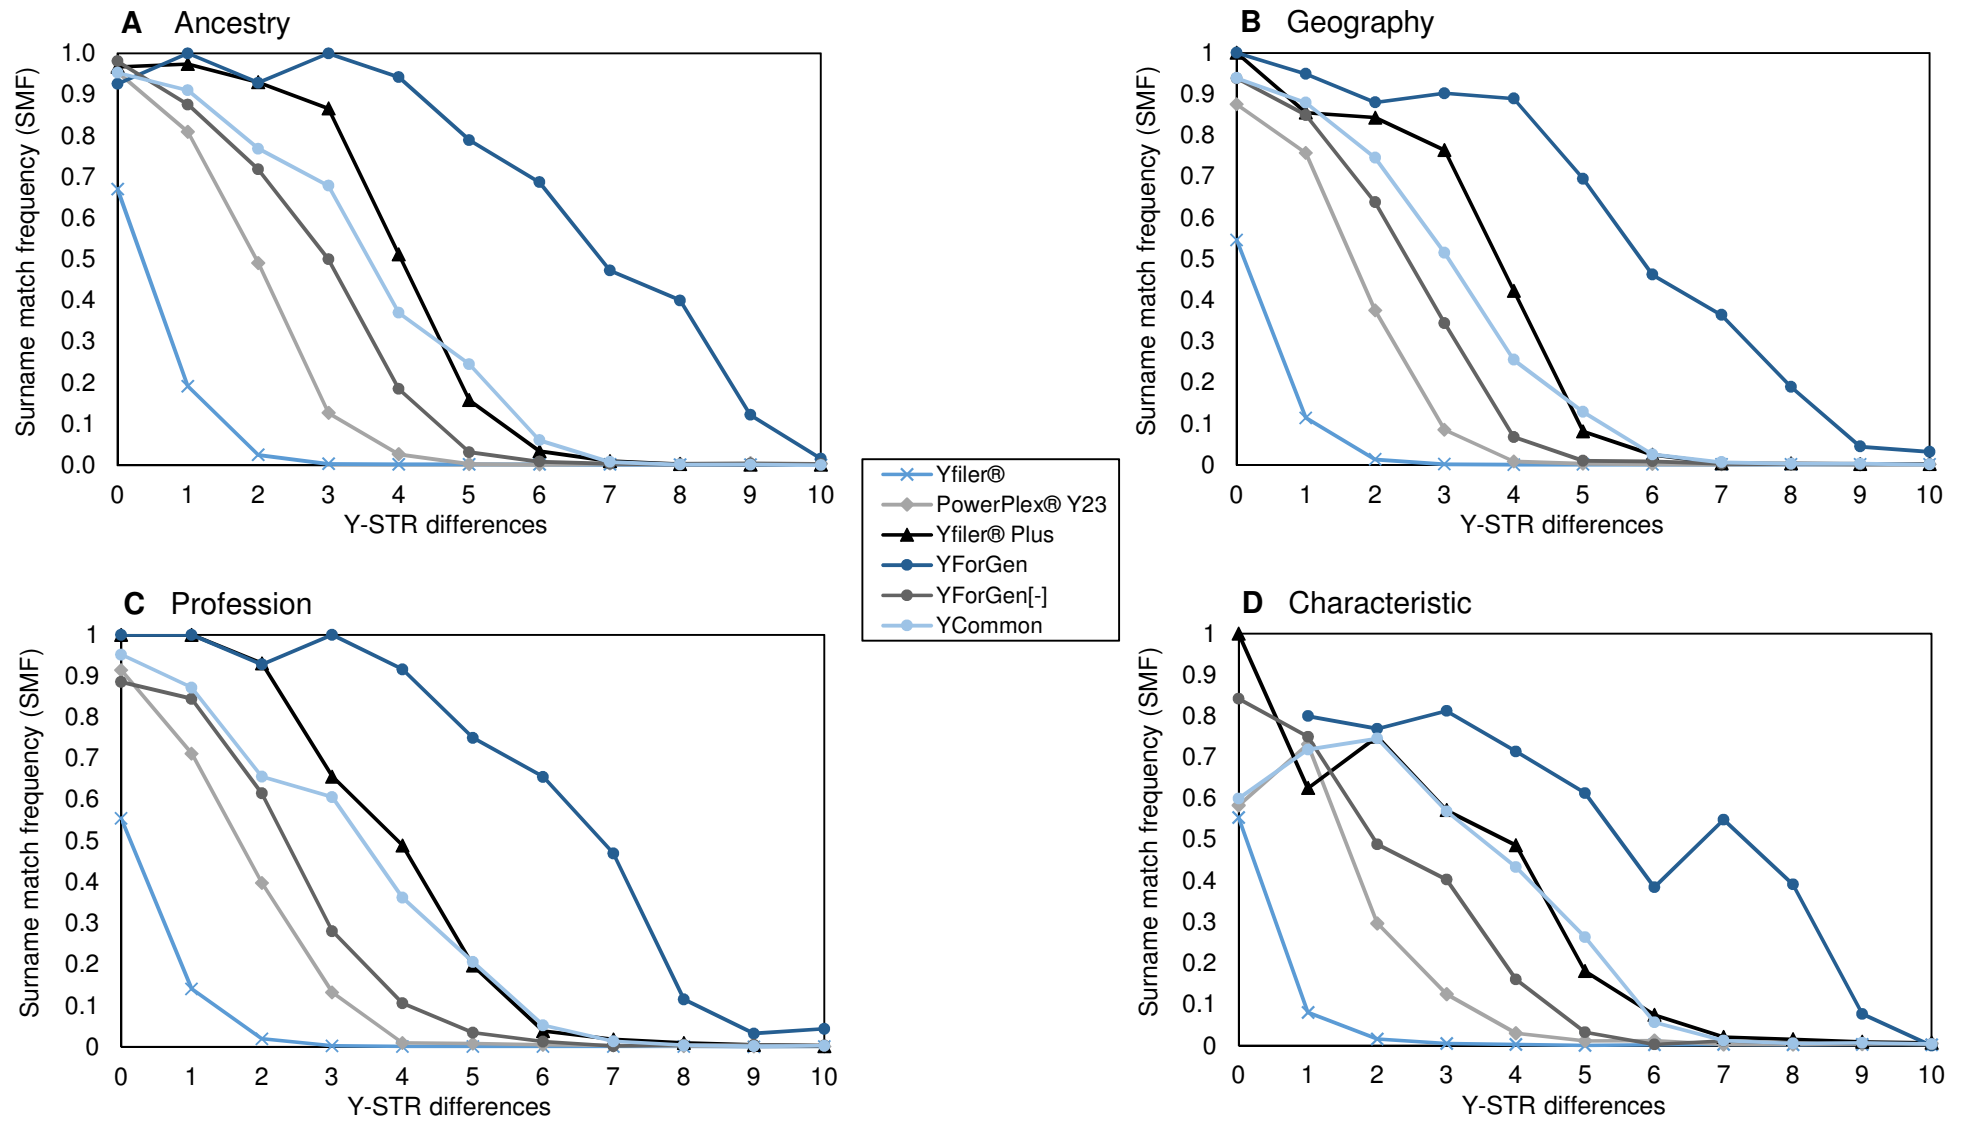 A Ancestry
1.0
0.9
0.8
0.7
0.6
0.5
0.4
0.3
0.2
0.1
0.0
Surname match frequency (SMF)
0 1 2 3 4 5 6 7 8 9 10
Y-STR differences
B Geography
1
0.9
0.8
0.7
0.6
0.5
0.4
0.3
0.2
0.1
0
Surname match frequency (SMF)
0 1 2 3 4 5 6 7 8 9 10
Y-STR differences
Yfiler®
PowerPlex® Y23
Yfiler® Plus
YForGen
YForGen[-]
YCommon
C Profession
1
0.9
0.8
0.7
0.6
0.5
0.4
0.3
0.2
0.1
0
Surname match frequency (SMF)
0 1 2 3 4 5 6 7 8 9 10
Y-STR differences
D Characteristic
1
0.9
0.8
0.7
0.6
0.5
0.4
0.3
0.2
0.1
0
Surname match frequency (SMF)
0 1 2 3 4 5 6 7 8 9 10
Y-STR differences